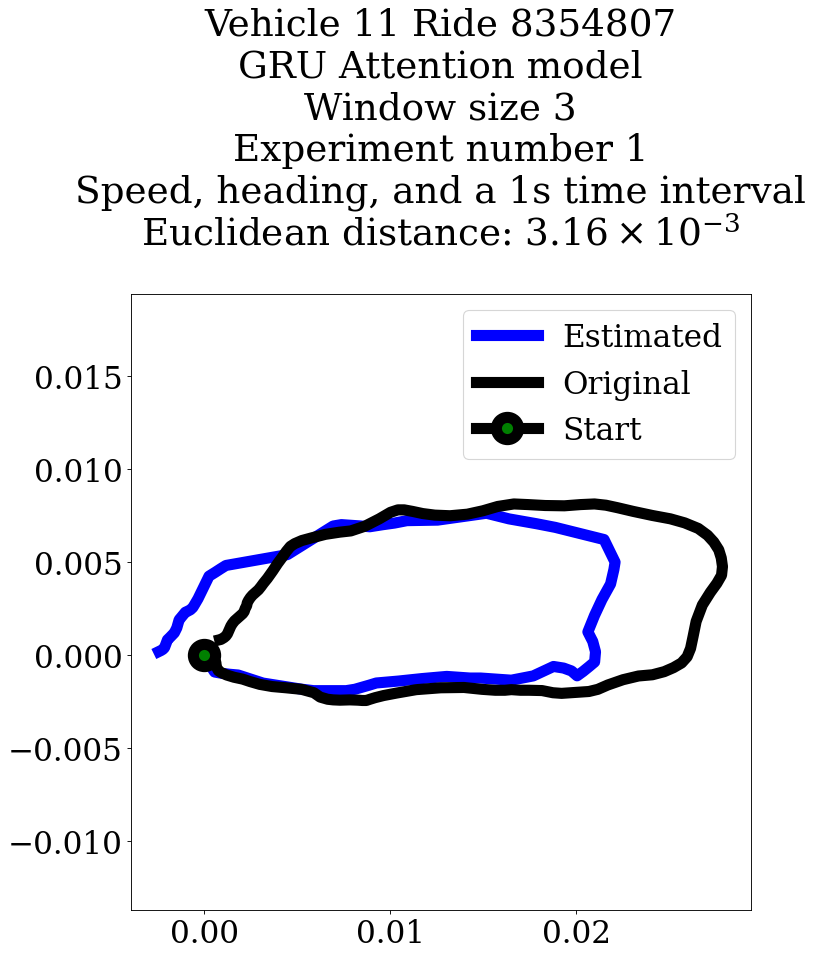 Vehicle 11 Ride 8354807
GRU Attention model
Window size 3
Experiment number 1
Speed, heading, and a 1s time interval
Euclidean distance: 3.16 × 10⁻³
Estimated
Original
Start
0.015
0.010
0.005
0.000
−0.005
−0.010
0.00 0.01 0.02